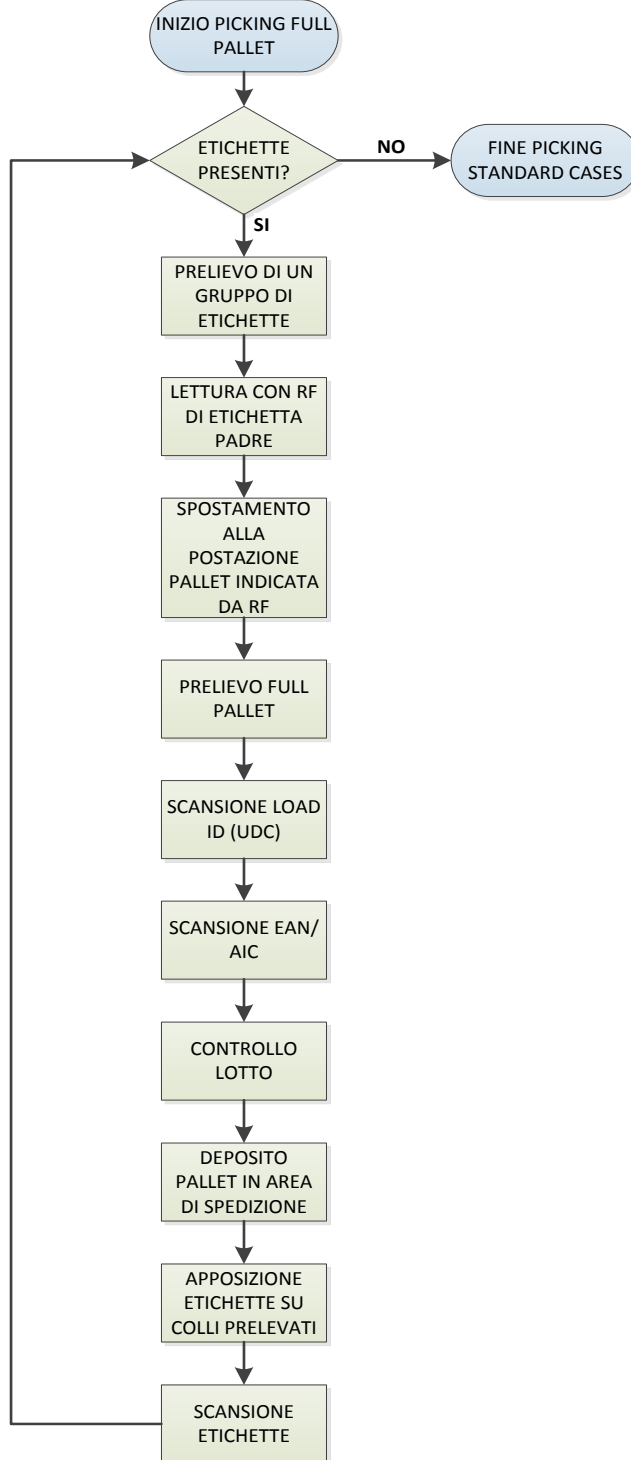 INIZIO PICKING FULL
PALLET
ETICHETTE
PRESENTI?
NO
FINE PICKING
STANDARD CASES
SI
PRELIEVO DI UN
GRUPPO DI
ETICHETTE
LETTURA CON RF
DI ETICHETTA
PADRE
SPOSTAMENTO
ALLA
POSTAZIONE
PALLET INDICATA
DA RF
PRELIEVO FULL
PALLET
SCANSIONE LOAD
ID (UDC)
SCANSIONE EAN/
AIC
CONTROLLO
LOTTO
DEPOSITO
PALLET IN AREA
DI SPEDIZIONE
APPOSIZIONE
ETICHETTE SU
COLLI PRELEVATI
SCANSIONE
ETICHETTE